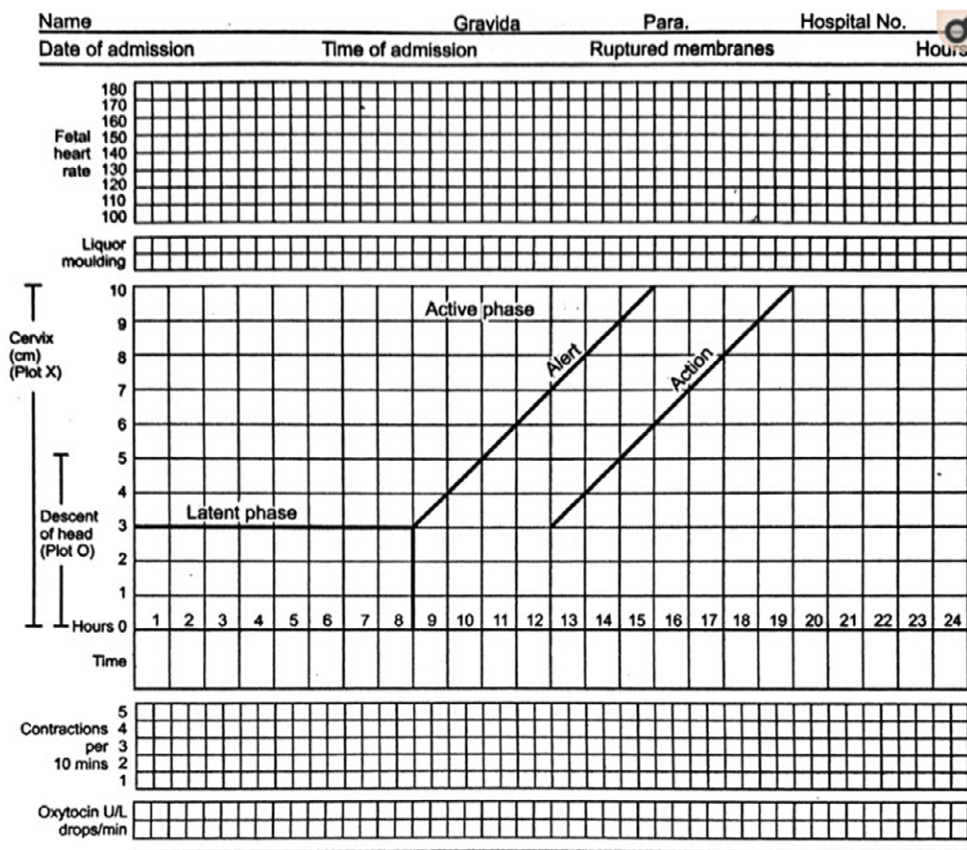 Name Gravida Para. Hospital No.
Date of admission Time of admission Ruptured membranes Hours
180
170
160
Fetal 150
heart 140
rate 130
120
110
100
Liquor
moulding
10
Active phase
9
Cervix
(cm)
(Plot X)
8
Alert
Action
7
6
5
4
Latent phase
3
Descent
of head
(Plot O)
2
1
Hours 0 1 2 3 4 5 6 7 8 9 10 11 12 13 14 15 16 17 18 19 20 21 22 23 24
Time
5
Contractions 4
per 3
10 mins 2
1
Oxytocin U/L
drops/min